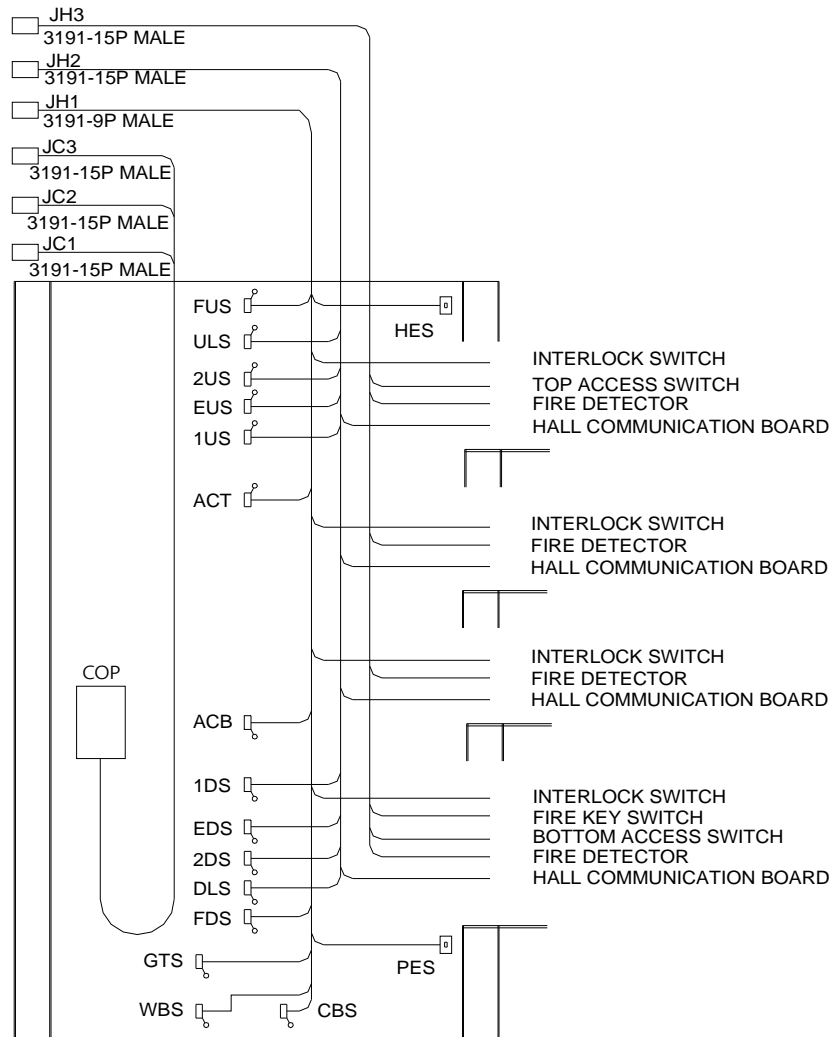 JH3
3191-15P MALE
JH2
3191-15P MALE
JH1
3191-9P MALE
JC3
3191-15P MALE
JC2
3191-15P MALE
JC1
3191-15P MALE
FUS
HES
ULS
INTERLOCK SWITCH
2US
TOP ACCESS SWITCH
EUS
FIRE DETECTOR
HALL COMMUNICATION BOARD
1US
ACT
INTERLOCK SWITCH
FIRE DETECTOR
HALL COMMUNICATION BOARD
INTERLOCK SWITCH
COP
FIRE DETECTOR
HALL COMMUNICATION BOARD
ACB
1DS
INTERLOCK SWITCH
FIRE KEY SWITCH
EDS
BOTTOM ACCESS SWITCH
2DS
FIRE DETECTOR
DLS
HALL COMMUNICATION BOARD
FDS
GTS
PES
WBS
CBS